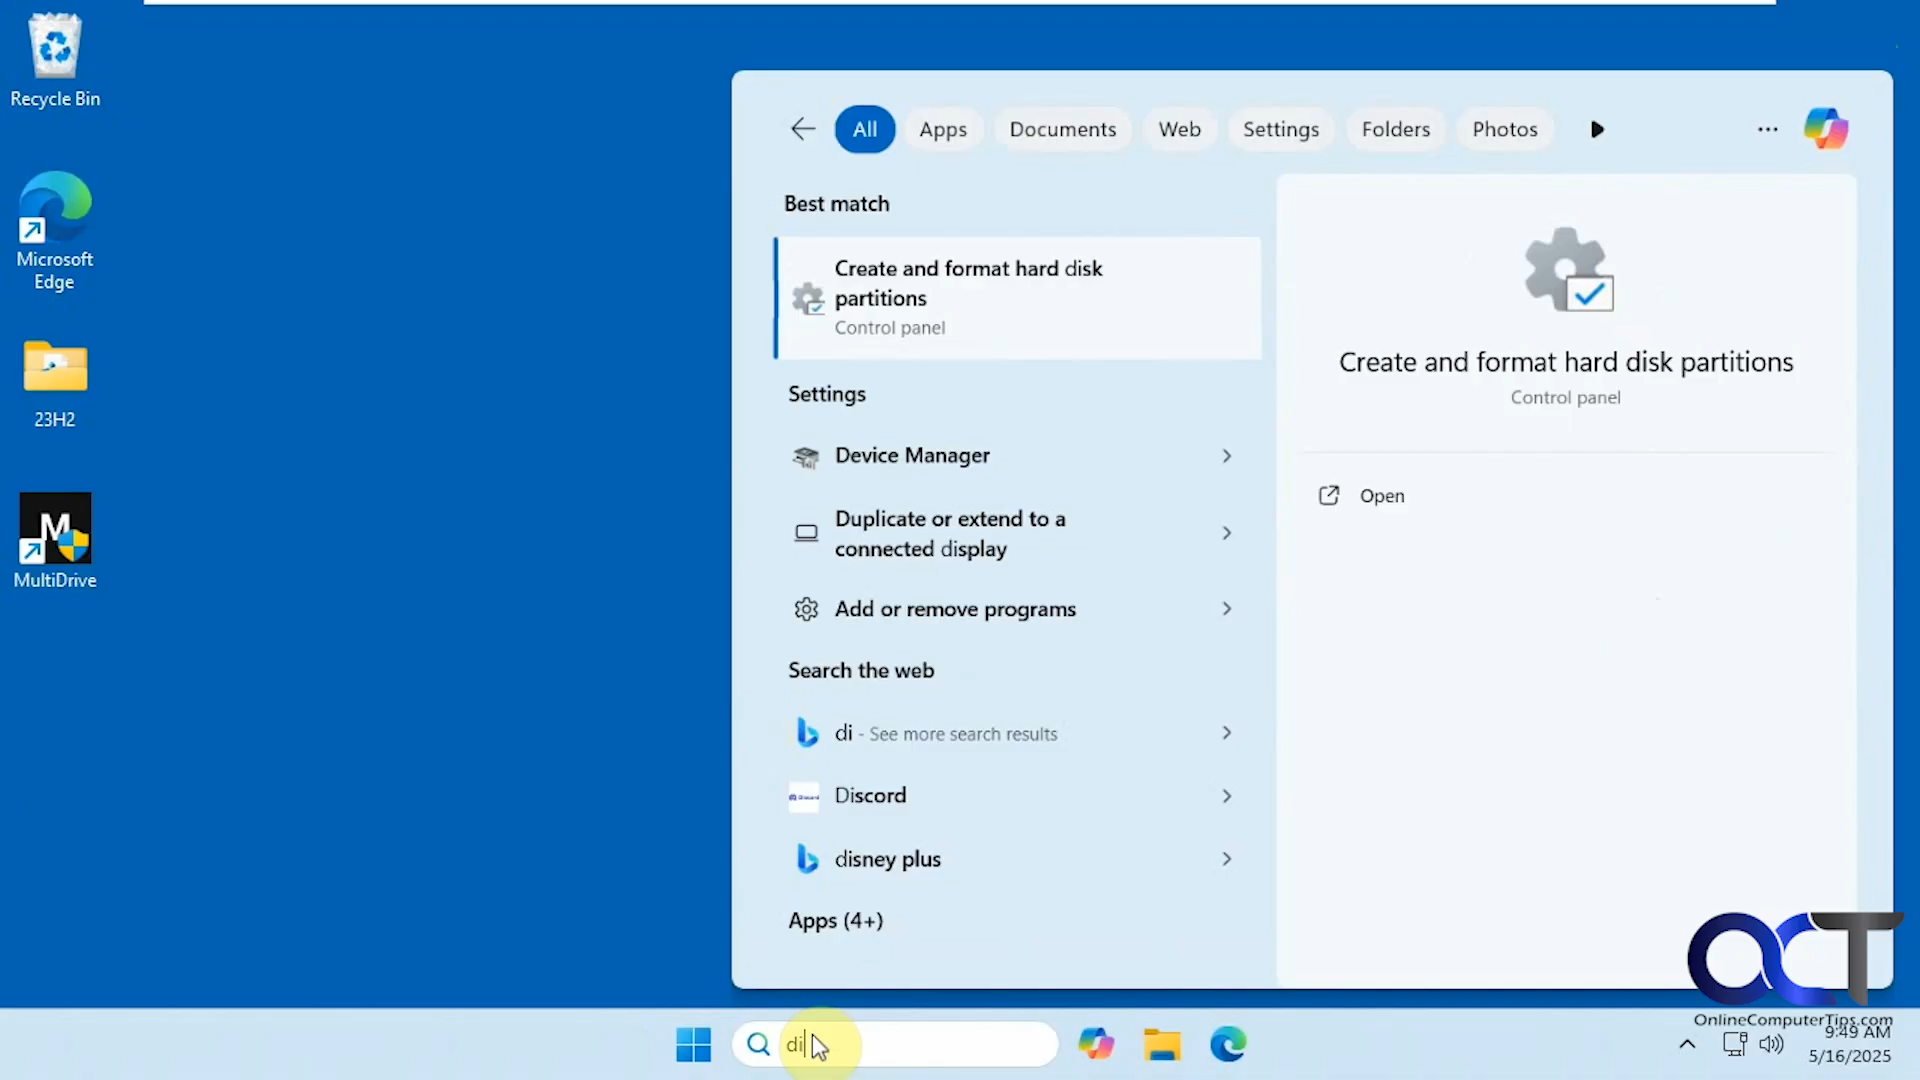 Recycle Bin
Microsoft
Edge
23H2
M
MultiDrive
All
Apps
Documents
Web
Settings
Folders
Photos
Best match
Create and format hard disk
partitions
Control panel
Settings
Device Manager
Duplicate or extend to a
connected display
Add or remove programs
Search the web
di - See more search results
Discord
disney plus
Apps (4+)
Create and format hard disk partitions
Control panel
Open
OCT
OnlineComputerTips.com
di
9:49 AM
5/16/2025